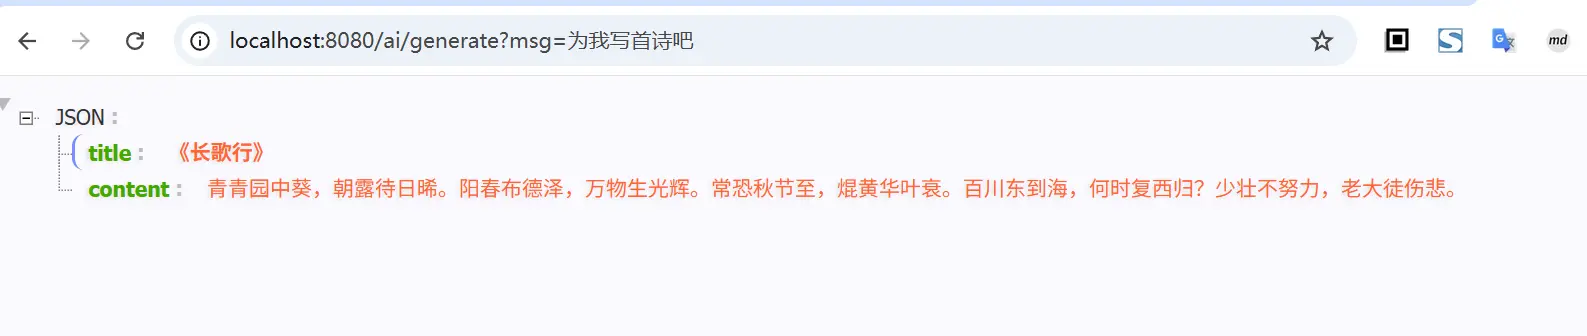 localhost:8080/ai/generate?msg=为我写首诗吧
md
JSON :
title : 《长歌行》
content : 青青园中葵，朝露待日晞。阳春布德泽，万物生光辉。常恐秋节至，焜黄华叶衰。百川东到海，何时复西归？少壮不努力，老大徒伤悲。